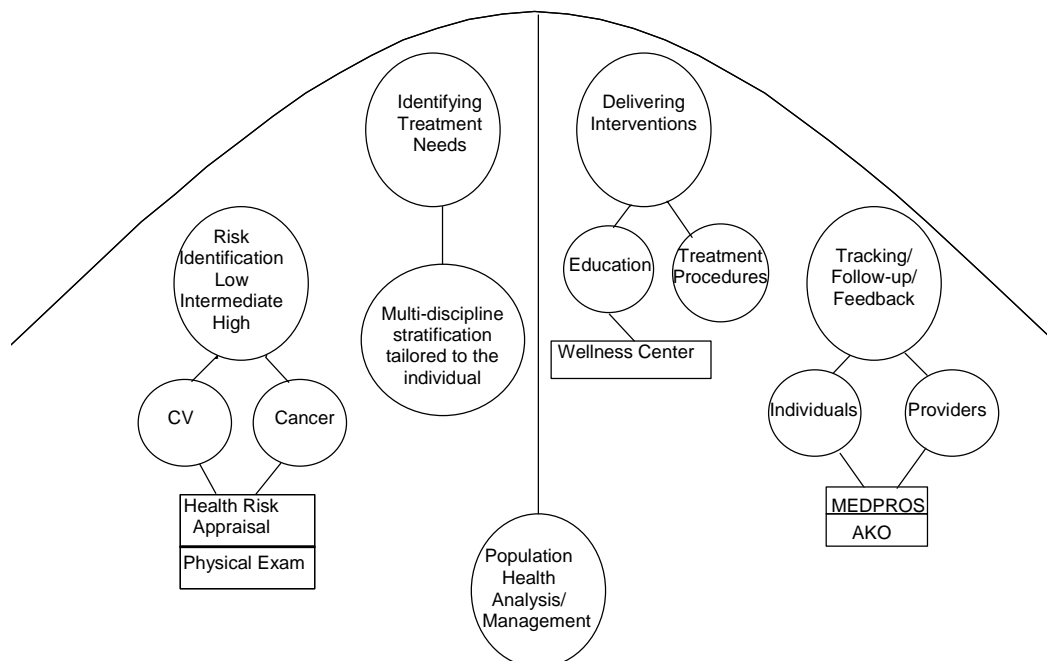 Identifying
Treatment
Needs
Delivering
Interventions
Risk
Identification
Low
Intermediate
High
Multi-discipline
stratification
tailored to the
individual
Education
Treatment
Procedures
Tracking/
Follow-up/
Feedback
Wellness Center
CV
Cancer
Individuals
Providers
Health Risk
Appraisal
Physical Exam
MEDPROS
AKO
Population
Health
Analysis/
Management